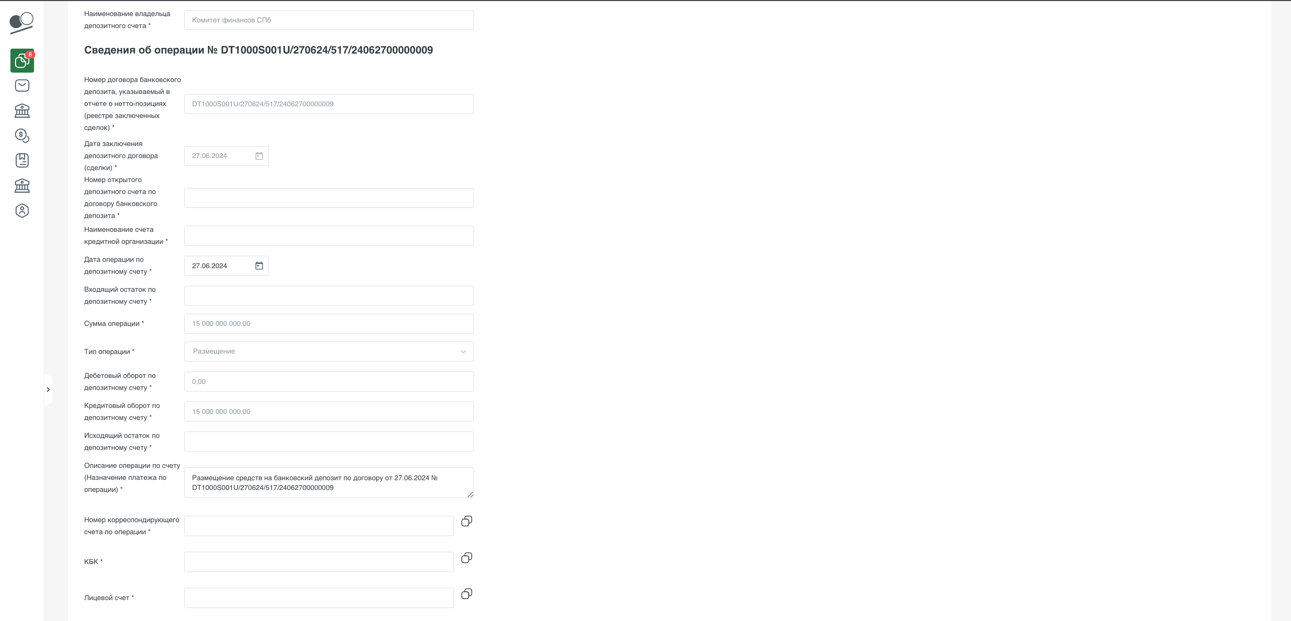 Наименование владельца
депозитного счета *
Комитет финансов СПб
8
Сведения об операции № DT1000S001U/270624/517/24062700000009
Номер договора банковского
депозита, указываемый в
отчете о нетто-позициях
(реестре заключенных
сделок) *
DT1000S001U/270624/517/24062700000009
Дата заключения
депозитного договора
(сделки) *
27.06.2024
Номер открытого
депозитного счета по
договору банковского
депозита *
Наименование счета
кредитной организации *
Дата операции по
депозитному счету *
27.06.2024
Входящий остаток по
депозитному счету *
Сумма операции *
15 000 000 000,00
Тип операции *
Размещение
Дебетовый оборот по
депозитному счету *
0,00
Кредитовый оборот по
депозитному счету *
15 000 000 000,00
Исходящий остаток по
депозитному счету *
Описание операции по счету
(Назначение платежа по
операции) *
Размещение средств на банковский депозит по договору от 27.06.2024 №
DT1000S001U/270624/517/24062700000009
Номер корреспондирующего
счета по операции *
КБК *
Лицевой счет *